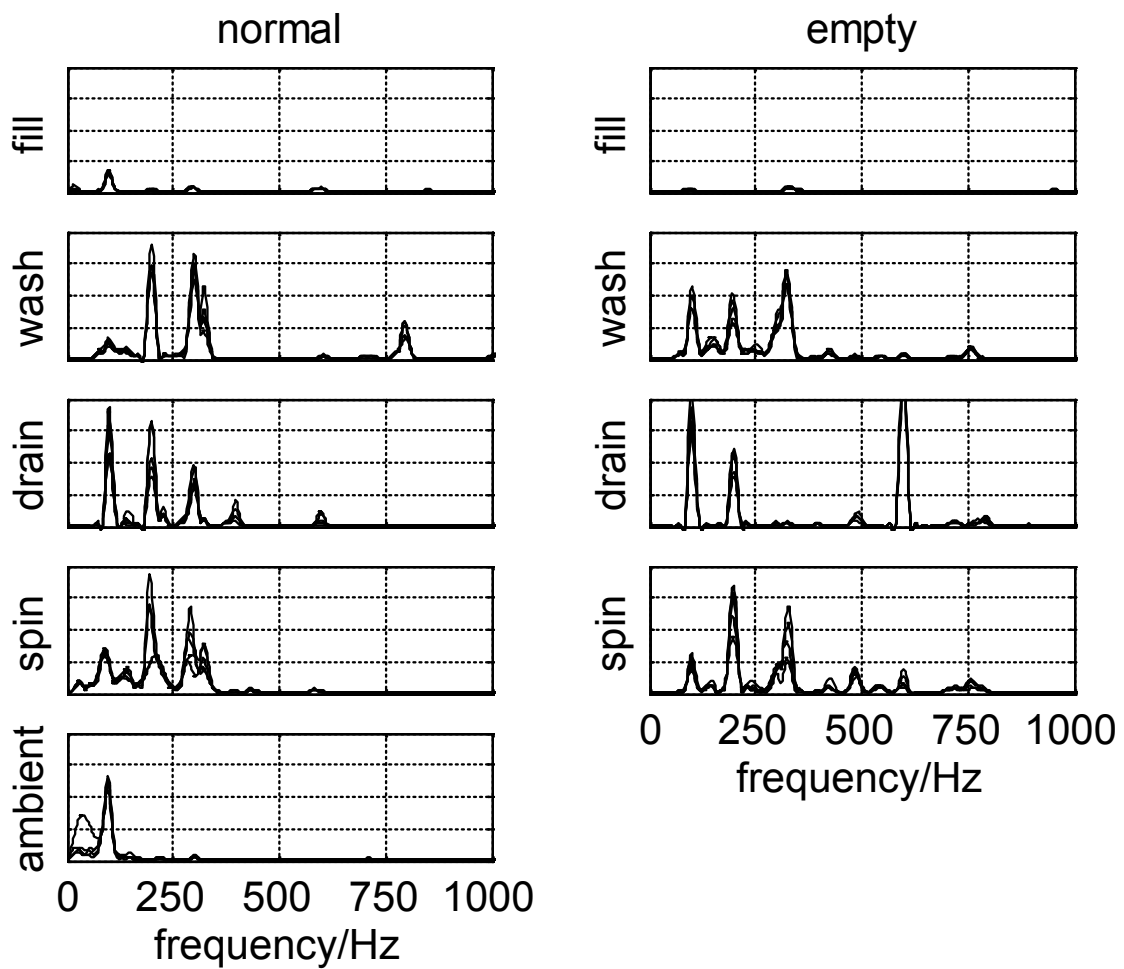 normal
empty
fill
fill
wash
wash
drain
drain
spin
spin
0 250 500 750 1000
frequency/Hz
ambient
0 250 500 750 1000
frequency/Hz